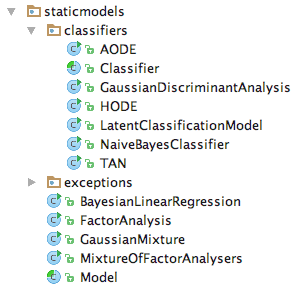 staticmodels
classifiers
AODE
Classifier
GaussianDiscriminantAnalysis
HODE
LatentClassificationModel
NaiveBayesClassifier
TAN
exceptions
BayesianLinearRegression
FactorAnalysis
GaussianMixture
MixtureOfFactorAnalysers
Model